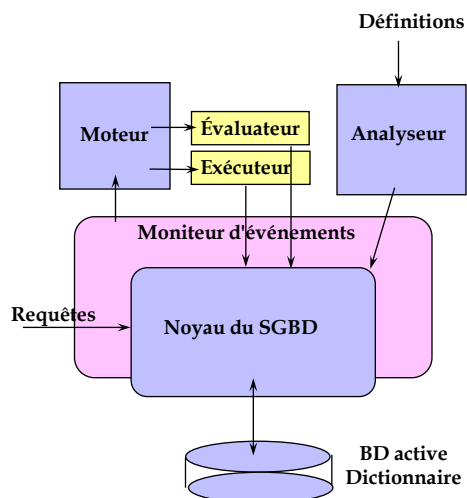 Définitions
Moteur
Évaluateur
Exécuteur
Analyseur
Moniteur d'événements
Requêtes
Noyau du SGBD
BD active
Dictionnaire